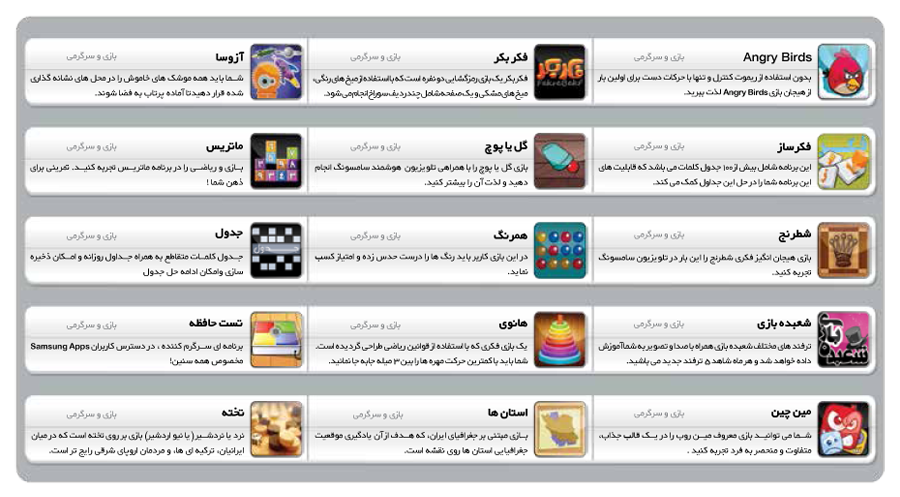 Angry Birds
بازی و سرگرمی
بدون استفاده از ریموت کنترل و تنها با حرکات دست برای اولین بار
از هیجان بازی Angry Birds لذت ببرید.
فکر بکر
بازی و سرگرمی
فکر بکر یک بازی رمزگشایی دو نفره است که با استفاده از میخ های رنگی،
میخ های مشکی و یک صفحه شامل چند ردیف سوراخ انجام می شود.
آزوسا
بازی و سرگرمی
شما باید همه موشک های خاموش را در محل های نشانه گذاری
شده قرار دهیدتا آماده پرتاب به فضا شوند.
فکرساز
بازی و سرگرمی
این برنامه شامل بیش از ۱۰۰ جدول کلمات می باشد که قابلیت های
این برنامه شما را در حل این جداول کمک می کند.
گل یا پوچ
بازی و سرگرمی
بازی گل یا پوچ را با همراهی تلویزیون هوشمند سامسونگ انجام
دهید و لذت آن را بیشتر کنید.
ماتریس
بازی و سرگرمی
بازی و ریاضی را در برنامه ماتریس تجربه کنید. تمرینی برای
ذهن شما !
شطرنج
بازی و سرگرمی
بازی هیجان انگیز فکری شطرنج را این بار در تلویزیون سامسونگ
تجربه کنید.
همرنگ
بازی و سرگرمی
در این بازی کاربر باید رنگ ها را درست حدس زده و امتیاز کسب
نماید.
جدول
بازی و سرگرمی
جدول کلمات متقاطع به همراه جداول روزانه و امکان ذخیره
سازی وامکان ادامه حل جدول
شعبده بازی
بازی و سرگرمی
ترفند های مختلف شعبده بازی همراه با صدا و تصویر به شما آموزش
داده خواهد شد و هر ماه شاهد ۵ ترفند جدید می باشید.
هانوی
بازی و سرگرمی
یک بازی فکری که با استفاده از قوانین ریاضی طراحی گردیده است.
شما باید با کمترین حرکت مهره ها را بین ۳ میله جابه جا نمائید.
تست حافظه
بازی و سرگرمی
برنامه ای سرگرم کننده ، در دسترس کاربران Samsung Apps
مخصوص همه سنین!
مین چین
بازی و سرگرمی
شما می توانید بازی معروف مین روب را در یک قالب جذاب،
متفاوت و منحصر به فرد تجربه کنید .
استان ها
بازی و سرگرمی
بازی مبتنی بر جغرافیای ایران، که هدف از آن یادگیری موقعیت
جغرافیایی استان ها روی نقشه است.
تخته
بازی و سرگرمی
نرد یا نردشیر( یا نیو اردشیر) بازی بر روی تخته است که در میان
ایرانیان، ترکیه ای ها، و مردمان اروپای شرقی رایج تر است.